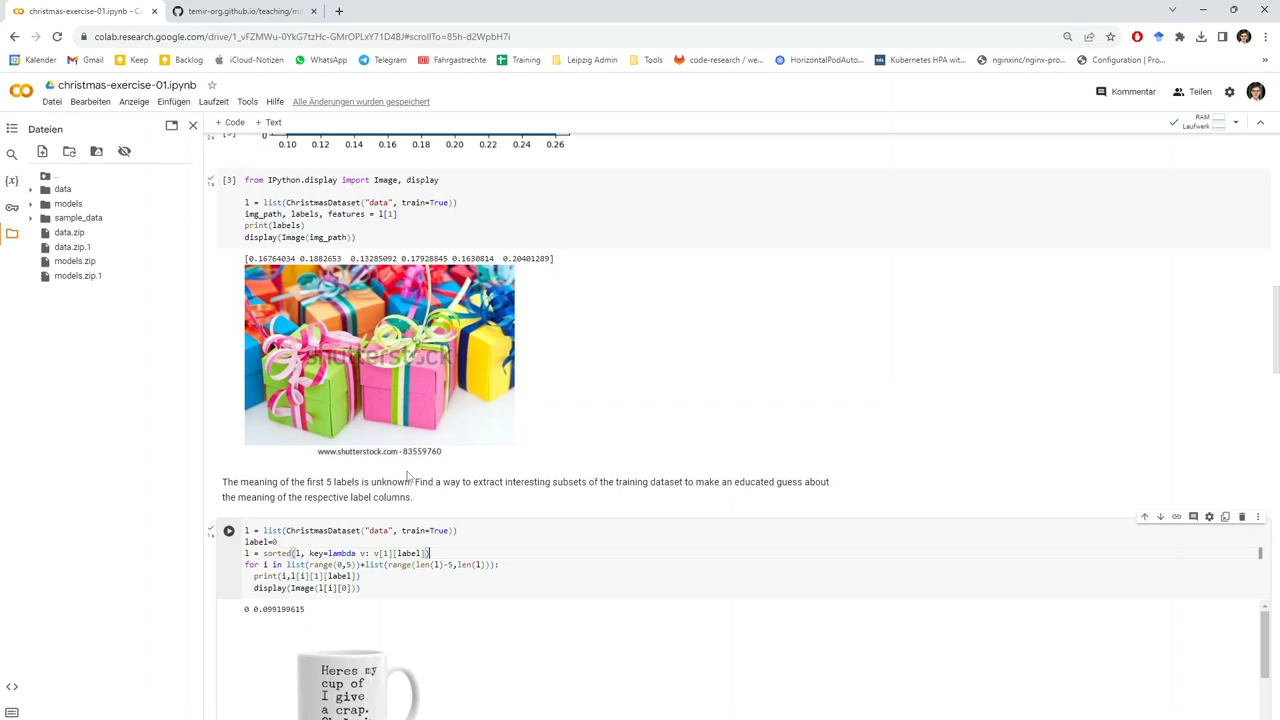 christmas-exercise-01.ipynb - C
temir-org.github.io/teaching/m
colab.research.google.com/drive/1_vFZMWu-0YkG7tzHc-GMrOPLxY71D4BJ#scrollTo=85h-d2WpbH7i
Kalender
Gmail
Keep
Backlog
iCloud-Notizen
WhatsApp
Telegram
Fahrgastrechte
Training
Leipzig Admin
Tools
code-research / we...
HorizontalPodAutо...
Kubernetes HPA wit...
nginxinc/nginx-pro...
Configuration | Pro...
christmas-exercise-01.ipynb
Datei Bearbeiten Anzeige Einfügen Laufzeit Tools Hilfe Alle Änderungen wurden gespeichert
Kommentar
Teilen
+ Code + Text
RAM
Laufwerk
Dateien
..
data
models
sample_data
data.zip
data.zip.1
models.zip
models.zip.1
0
0.10 0.12 0.14 0.16 0.18 0.20 0.22 0.24 0.26
[3] from IPython.display import Image, display
l = list(ChristmasDataset("data", train=True))
img_path, labels, features = l[1]
print(labels)
display(Image(img_path))
[0.16764034 0.1882653 0.13285092 0.17928845 0.1630814 0.20401289]
shutterstock
www.shutterstock.com · 83559760
The meaning of the first 5 labels is unknown. Find a way to extract interesting subsets of the training dataset to make an educated guess about
the meaning of the respective label columns.
l = list(ChristmasDataset("data", train=True))
label=0
l = sorted(l, key=lambda v: v[1][label])
for i in list(range(0,5))+list(range(len(l)-5,len(l))):
print(i,l[i][1][label])
display(Image(l[i][0]))
0 0.099199615
Heres my
cup of
I give
a crap.